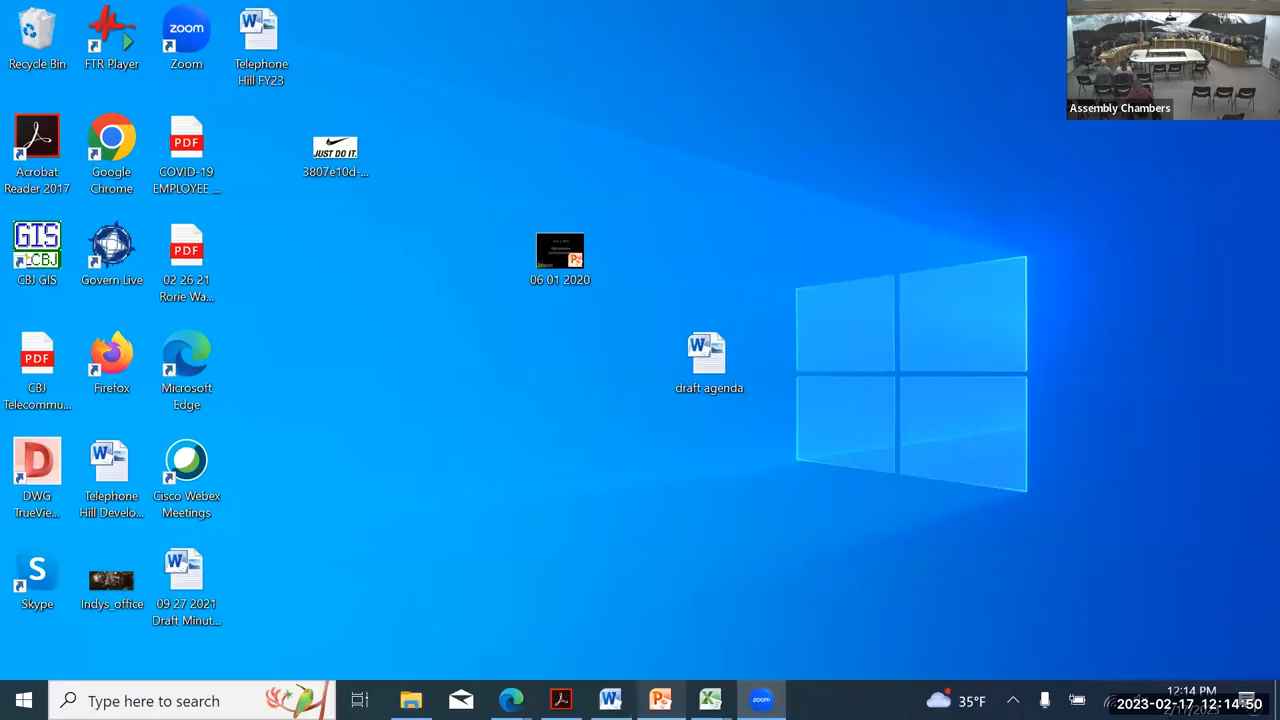 Recycle Bin
FTR Player
zoom
Zoom
Telephone
Hill FY23
Assembly Chambers
Acrobat
Reader 2017
Google
Chrome
PDF
COVID-19
EMPLOYEE ...
JUST DO IT.
3807e10d-...
GIS
CBJ
CBJ GIS
Govern Live
PDF
02 26 21
Rorie Wa...
06 01 2020
PDF
CBJ
Telecommu...
Firefox
Microsoft
Edge
draft agenda
DWG
TrueVie...
Telephone
Hill Develo...
Cisco Webex
Meetings
Skype
Indys_office
09 27 2021
Draft Minut...
Type here to search
zoom
35°F
12:14 PM
2023-02-17 12:14:50